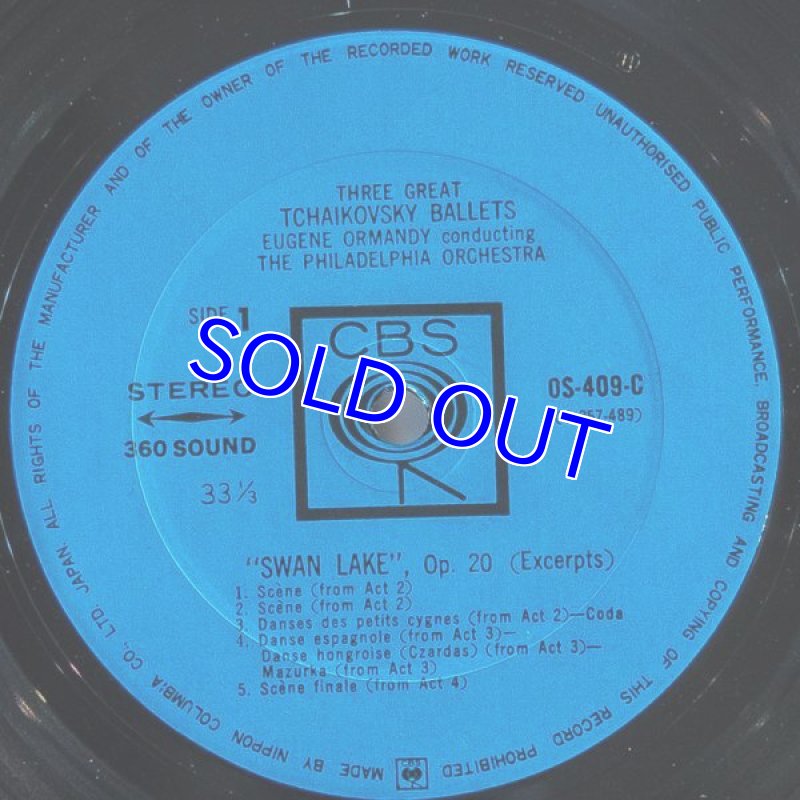 ALL RIGHTS OF THE MANUFACTURER AND OF THE OWNER OF THE RECORDED WORK RESERVED UNAUTHORISED PUBLIC PERFORMANCE, BROADCASTING AND COPYING OF THIS RECORD PROHIBITED
MADE BY NIPPON COLUMBIA CO., LTD. JAPAN.
THREE GREAT
TCHAIKOVSKY BALLETS
EUGENE ORMANDY conducting
THE PHILADELPHIA ORCHESTRA
SIDE 1
CBS
STEREO
OS-409-C
360 SOUND
33 1/3
SOLD OUT
"SWAN LAKE", Op. 20 (Excerpts)
1. Scène (from Act 2)
2. Scène (from Act 2)
3. Danses des petits cygnes (from Act 2)—Coda
4. Danse espagnole (from Act 3)—
Danse hongroise (Czardas) (from Act 3)—
Mazurka (from Act 3)
5. Scène finale (from Act 4)